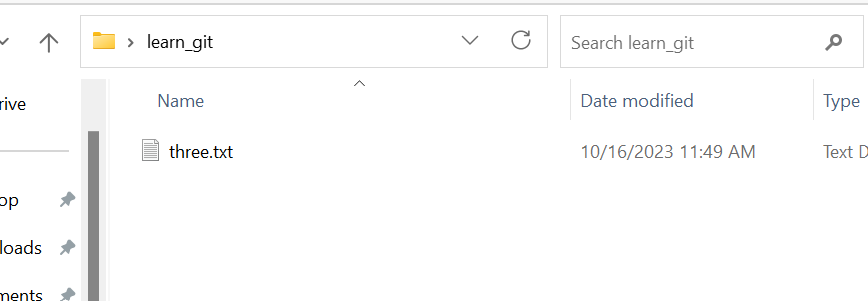 learn_git
Search learn_git
rive
Name
Date modified
Type
three.txt
10/16/2023 11:49 AM
Text D
op
loads
ments